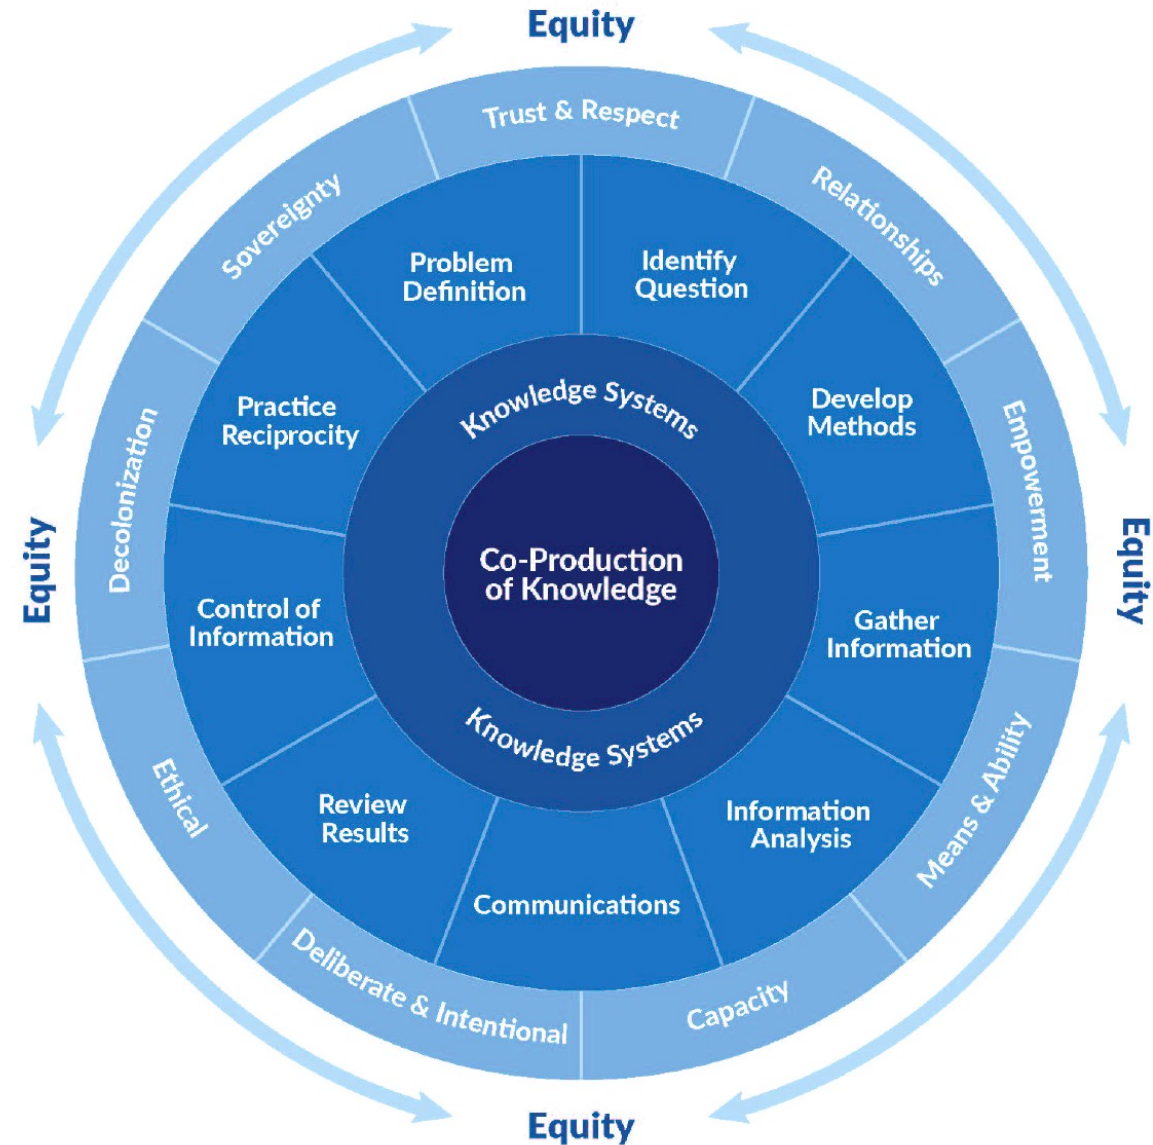 Equity
Trust & Respect
Relationships
Empowerment
Means & Ability
Capacity
Deliberate & Intentional
Ethical
Decolonization
Sovereignty
Equity
Equity
Equity
Problem
Definition
Identify
Question
Develop
Methods
Gather
Information
Information
Analysis
Communications
Review
Results
Control of
Information
Practice
Reciprocity
Knowledge Systems
Co-Production
of Knowledge
Knowledge Systems